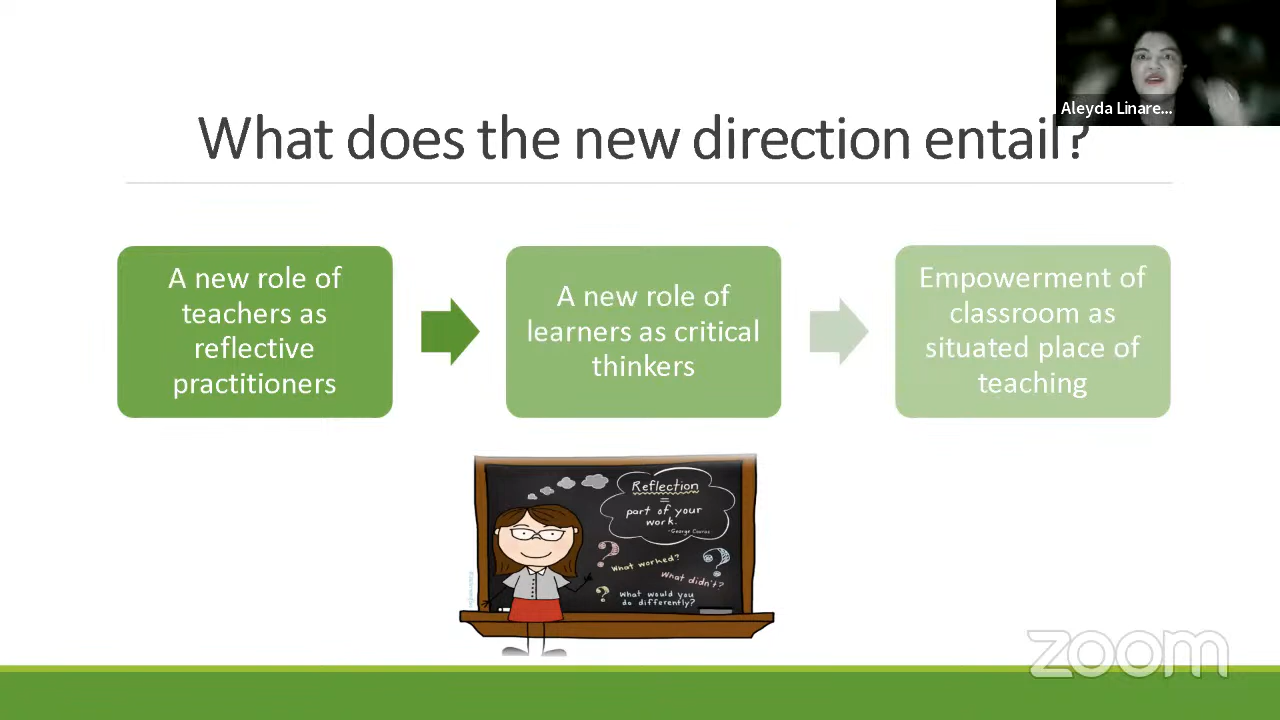 Aleyda Linare...
What does the new direction entail?
A new role of
teachers as
reflective
practitioners
A new role of
learners as critical
thinkers
Empowerment of
classroom as
situated place of
teaching
Reflection
=
part of your
work.
-George Couros
What worked?
What didn't?
What would you
do differently?
zoom